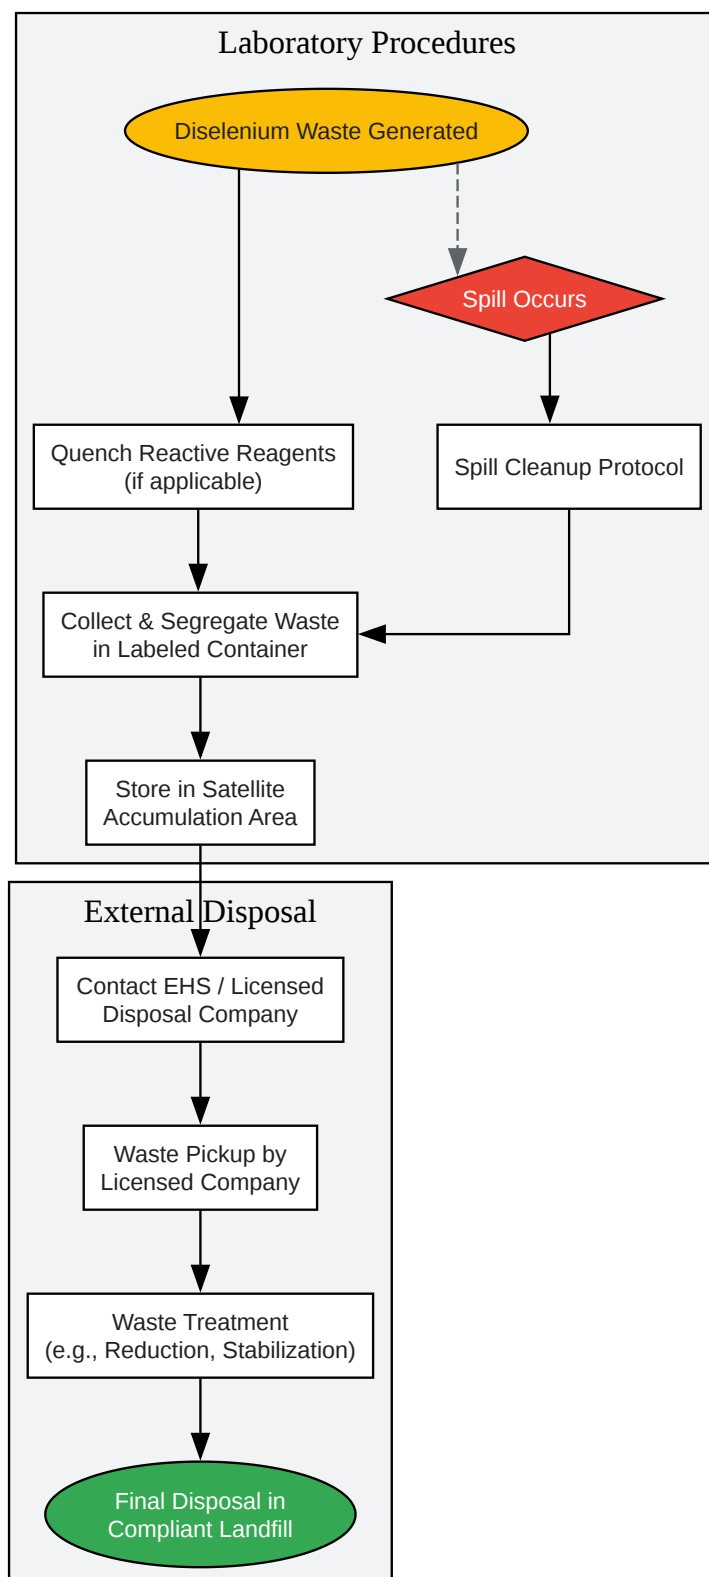 Laboratory Procedures
Diselenium Waste Generated
Spill Occurs
Quench Reactive Reagents
(if applicable)
Spill Cleanup Protocol
Collect & Segregate Waste
in Labeled Container
Store in Satellite
Accumulation Area
External Disposal
Contact EHS / Licensed
Disposal Company
Waste Pickup by
Licensed Company
Waste Treatment
(e.g., Reduction, Stabilization)
Final Disposal in
Compliant Landfill